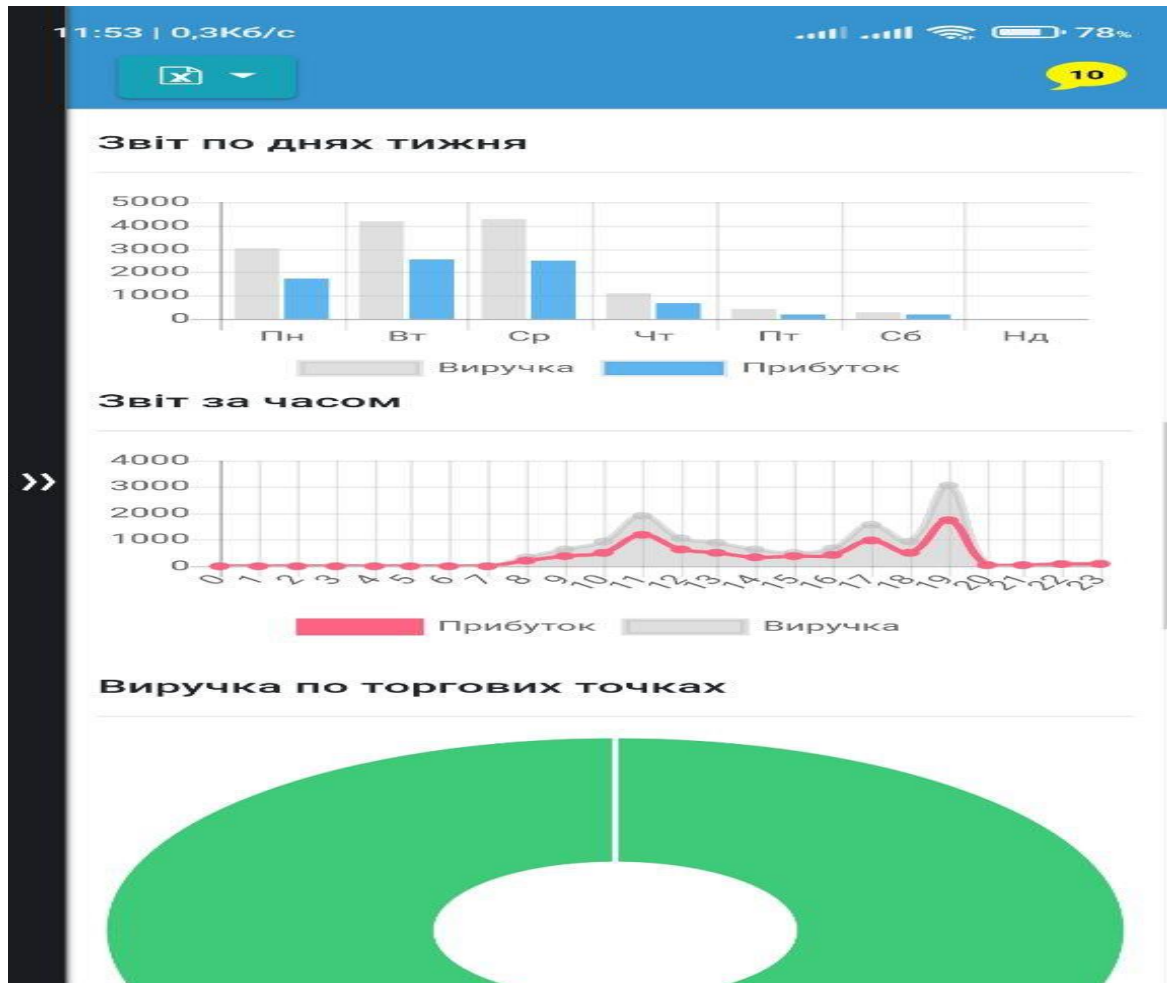 11:53 | 0,3Кб/с 78%
10
Звіт по днях тижня
5000
4000
3000
2000
1000
0
Пн Вт Ср Чт Пт Сб Нд
Виручка Прибуток
Звіт за часом
4000
3000
2000
1000
0
0 1 2 3 4 5 6 7 8 9 10 11 12 13 14 15 16 17 18 19 20 21 22 23
Прибуток Виручка
Виручка по торгових точках